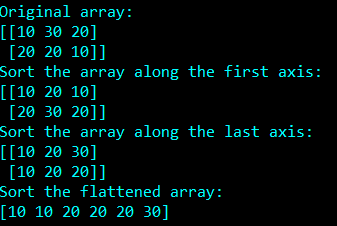 Original array:
[[10 30 20]
 [20 20 10]]
Sort the array along the first axis:
[[10 20 10]
 [20 30 20]]
Sort the array along the last axis:
[[10 20 30]
 [10 20 20]]
Sort the flattened array:
[10 10 20 20 20 30]